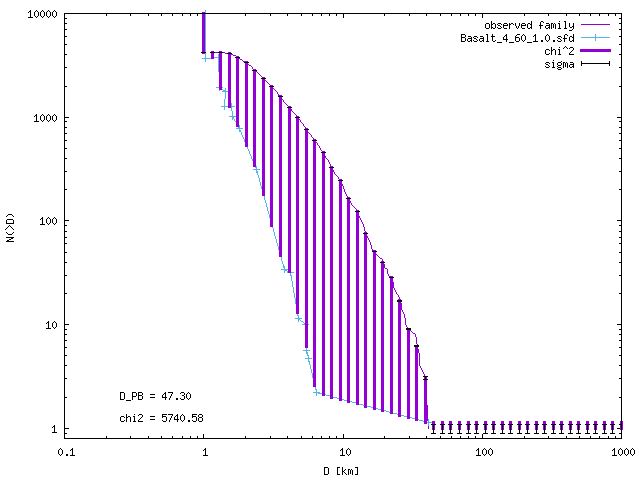 10000
1000
100
10
1
N(>D)
observed family
Basalt_4_60_1.0.sfd
chi^2
sigma
D_PB = 47.30
chi2 = 5740.58
0.1 1 10 100 1000
D [km]